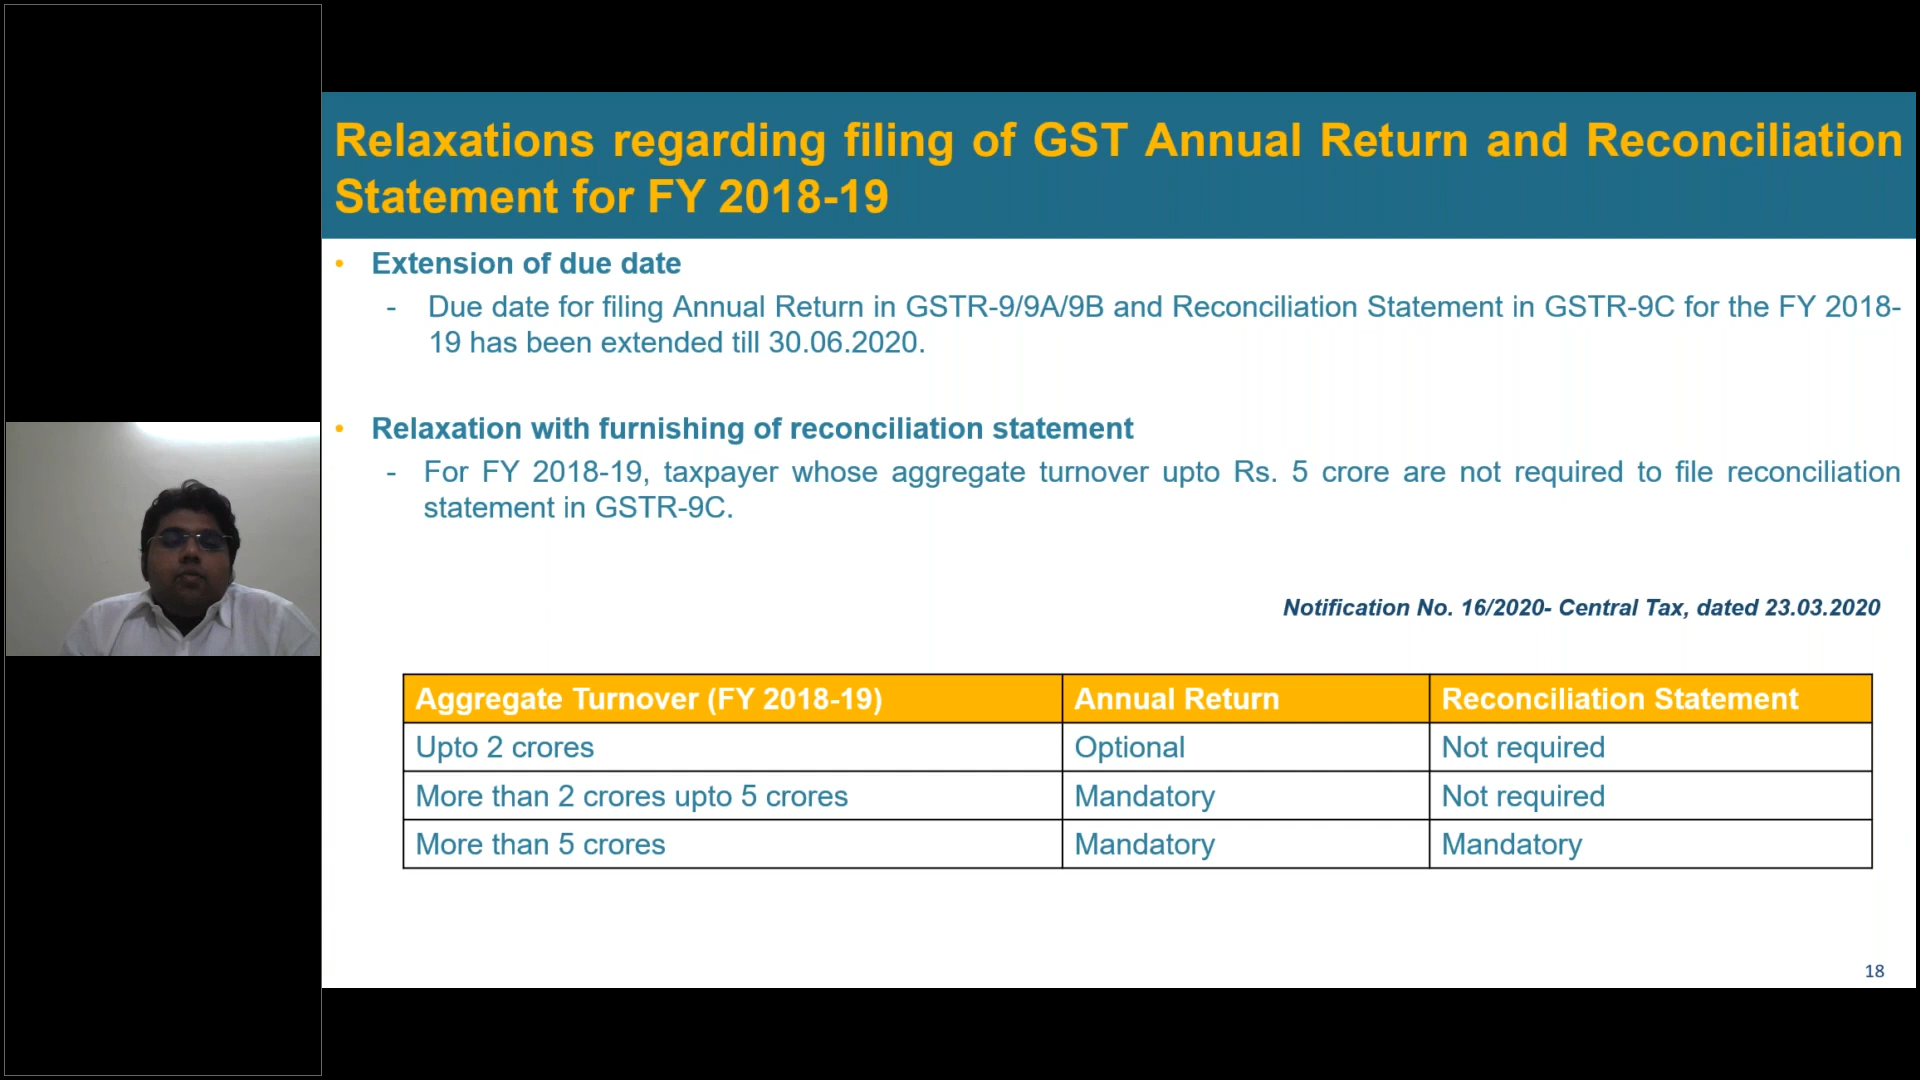 Relaxations regarding filing of GST Annual Return and Reconciliation
Statement for FY 2018-19
• Extension of due date
- Due date for filing Annual Return in GSTR-9/9A/9B and Reconciliation Statement in GSTR-9C for the FY 2018-
19 has been extended till 30.06.2020.
• Relaxation with furnishing of reconciliation statement
- For FY 2018-19, taxpayer whose aggregate turnover upto Rs. 5 crore are not required to file reconciliation
statement in GSTR-9C.
Notification No. 16/2020- Central Tax, dated 23.03.2020
Aggregate Turnover (FY 2018-19) Annual Return Reconciliation Statement
Upto 2 crores Optional Not required
More than 2 crores upto 5 crores Mandatory Not required
More than 5 crores Mandatory Mandatory
18